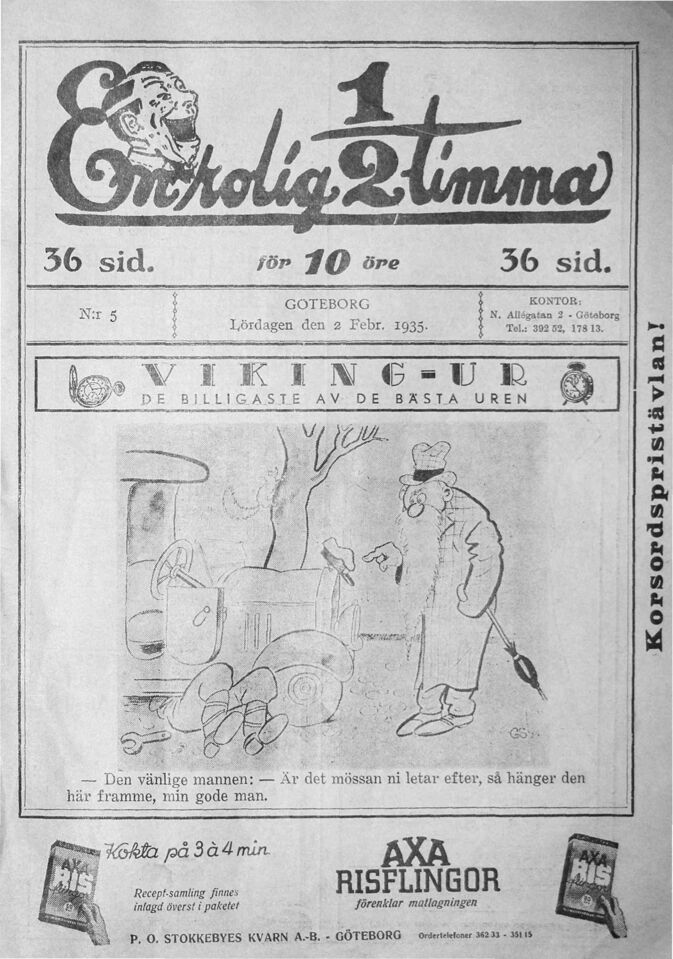 En rolig 1/2 timma
36 sid. för 10 öre 36 sid.
N:r 5
GÖTEBORG
Lördagen den 2 Febr. 1935.
KONTOR:
N. Allégatan 2 - Göteborg
Tel.: 392 52, 178 13.
VIKING-UR
DE BILLIGASTE AV DE BÄSTA UREN
Korsordspristävlan!
GS
— Den vänlige mannen: — Är det mössan ni letar efter, så hänger den
här framme, min gode man.
AXA
RIS
Kokta på 3 à 4 min
Recept-samling finnes
inlagd överst i paketet
AXA
RISFLINGOR
förenklar matlagningen
AXA
RIS
P. O. STOKKEBYES KVARN A.-B. - GÖTEBORG Ordertelefoner 362 33 - 351 15